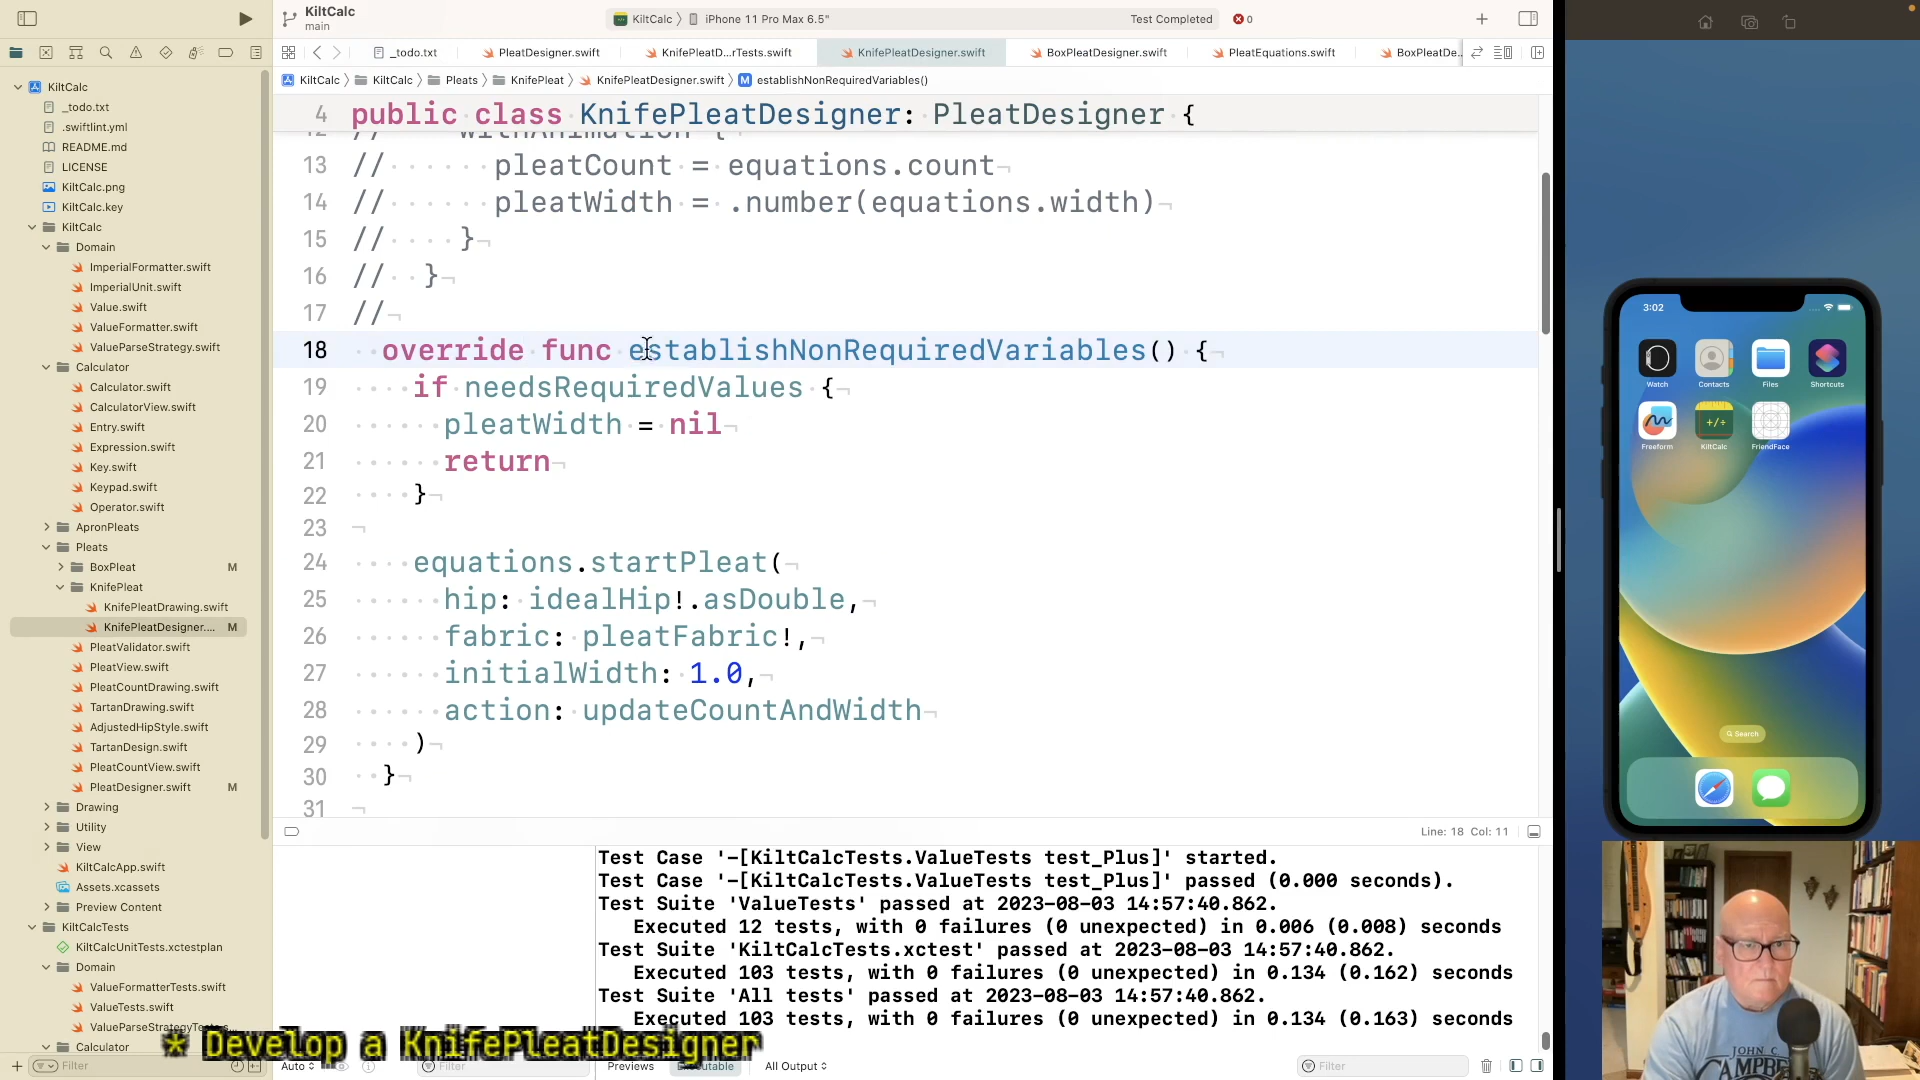 KiltCalc
main
KiltCalc
iPhone 11 Pro Max 6.5"
Test Completed
0
_todo.txt
PleatDesigner.swift
KnifePleatD...rTests.swift
KnifePleatDesigner.swift
BoxPleatDesigner.swift
PleatEquations.swift
BoxPleatDe...
KiltCalc
KiltCalc
Pleats
KnifePleat
KnifePleatDesigner.swift
M
establishNonRequiredVariables()
KiltCalc
_todo.txt
.swiftlint.yml
README.md
LICENSE
KiltCalc.png
KiltCalc.key
KiltCalc
Domain
ImperialFormatter.swift
ImperialUnit.swift
Value.swift
ValueFormatter.swift
ValueParseStrategy.swift
Calculator
Calculator.swift
CalculatorView.swift
Entry.swift
Expression.swift
Key.swift
Keypad.swift
Operator.swift
ApronPleats
Pleats
BoxPleat M
KnifePleat
KnifePleatDrawing.swift
KnifePleatDesigner.... M
PleatValidator.swift
PleatView.swift
PleatCountDrawing.swift
TartanDrawing.swift
AdjustedHipStyle.swift
TartanDesign.swift
PleatCountView.swift
PleatDesigner.swift M
Drawing
Utility
View
KiltCalcApp.swift
Assets.xcassets
Preview Content
KiltCalcTests
KiltCalcUnitTests.xctestplan
Domain
ValueFormatterTests.swift
ValueTests.swift
ValueParseStrategyTests.s...
Calculator
Filter
4 public class KnifePleatDesigner: PleatDesigner {
12 // withAnimation {
13 // pleatCount = equations.count
14 // pleatWidth = .number(equations.width)
15 // }
16 // }
17 //
18 override func establishNonRequiredVariables() {
19 if needsRequiredValues {
20 pleatWidth = nil
21 return
22 }
23
24 equations.startPleat(
25 hip: idealHip!.asDouble,
26 fabric: pleatFabric!,
27 initialWidth: 1.0,
28 action: updateCountAndWidth
29 )
30 }
31
Line: 18 Col: 11
Test Case '-[KiltCalcTests.ValueTests test_Plus]' started.
Test Case '-[KiltCalcTests.ValueTests test_Plus]' passed (0.000 seconds).
Test Suite 'ValueTests' passed at 2023-08-03 14:57:40.862.
Executed 12 tests, with 0 failures (0 unexpected) in 0.006 (0.008) seconds
Test Suite 'KiltCalcTests.xctest' passed at 2023-08-03 14:57:40.862.
Executed 103 tests, with 0 failures (0 unexpected) in 0.134 (0.162) seconds
Test Suite 'All tests' passed at 2023-08-03 14:57:40.862.
Executed 103 tests, with 0 failures (0 unexpected) in 0.134 (0.163) seconds
* Develop a KnifePleatDesigner
Auto
Filter
Previews
Executable
All Output
Filter
3:02
Watch
Contacts
Files
Shortcuts
+/÷
Freeform
KiltCalc
FriendFace
Search
JOHN C.
CAMPBE